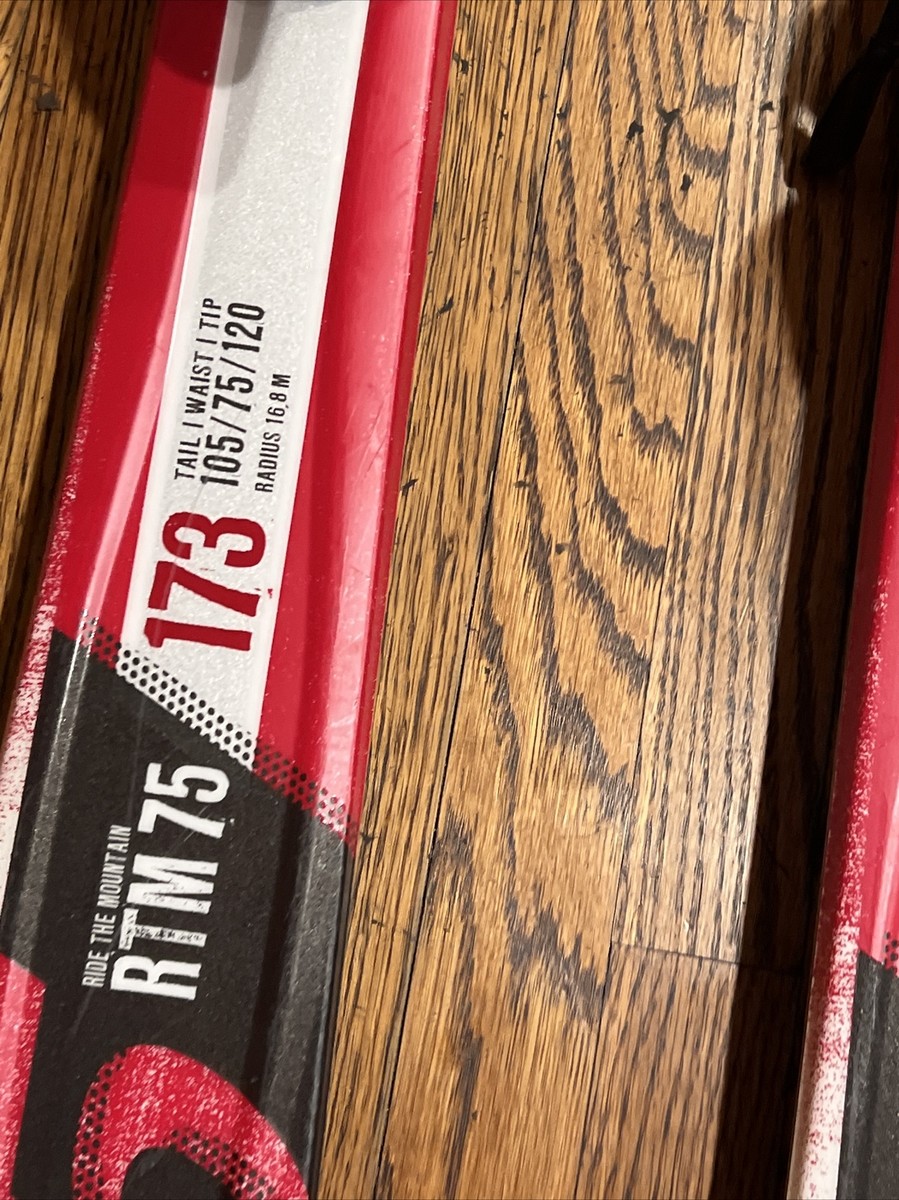 TAIL | WAIST | TIP
105/75/120
RADIUS 16,8 M
173
RIDE THE MOUNTAIN
RTM 75